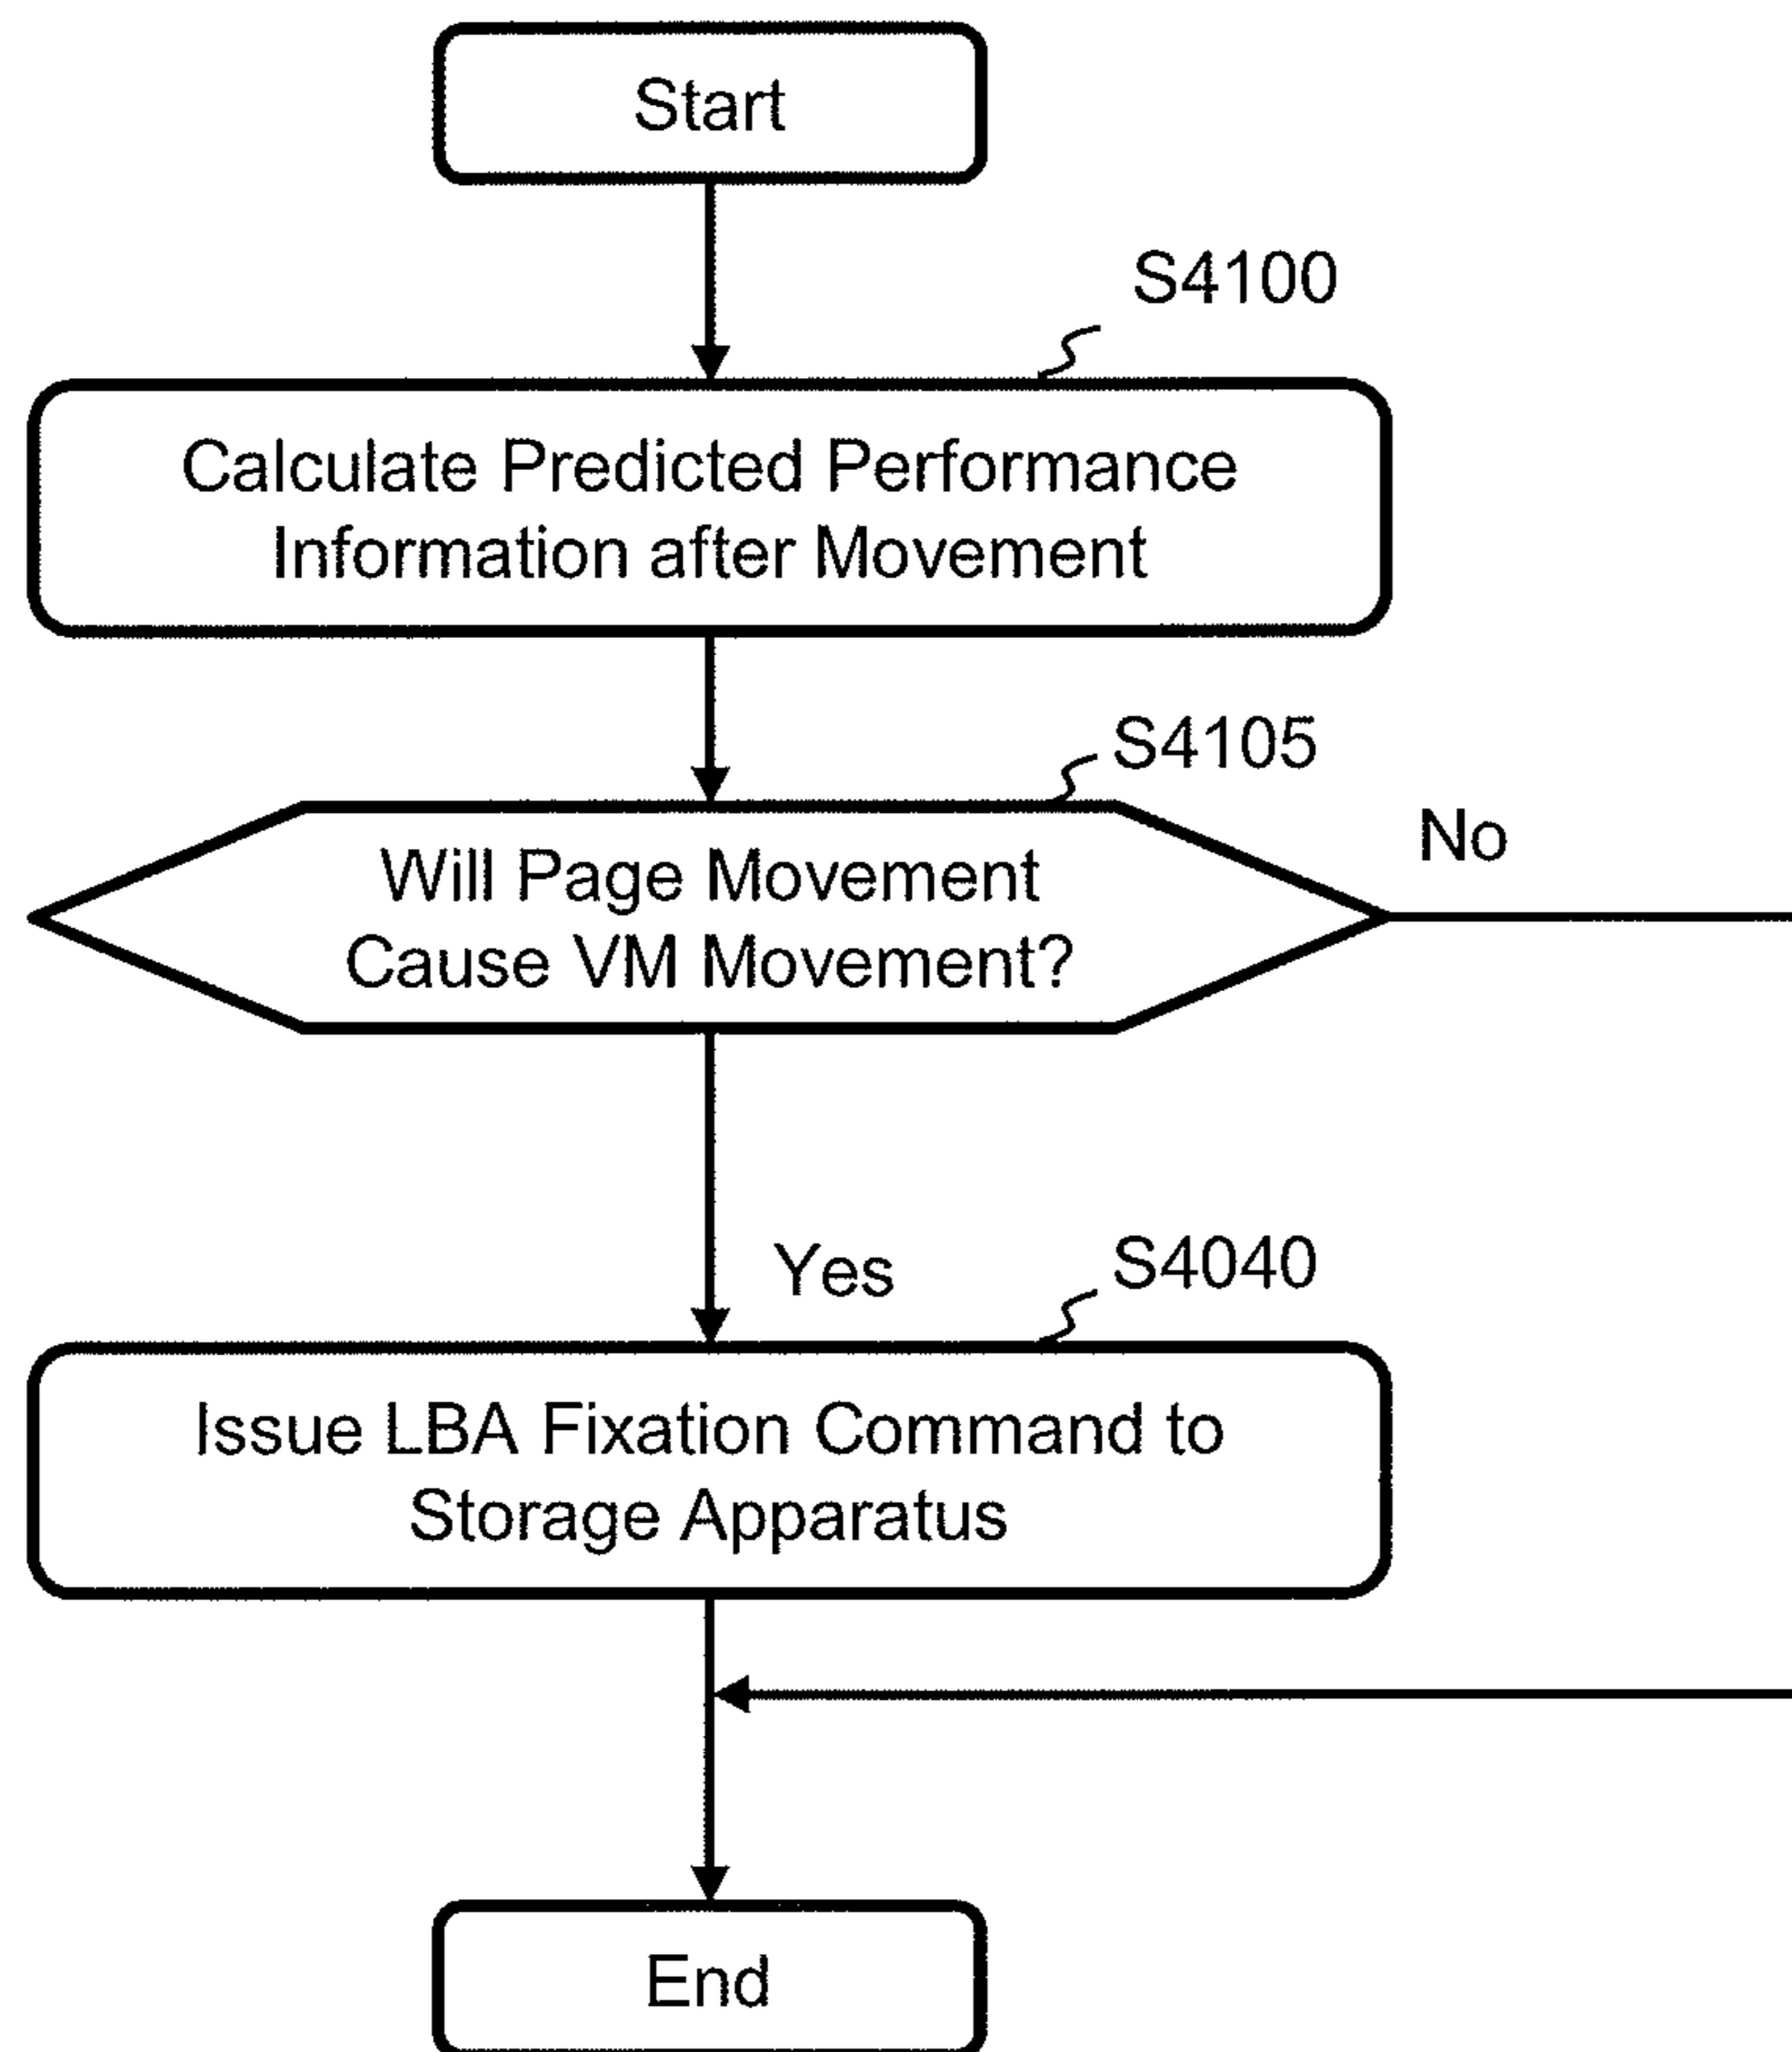 Start
S4100
Calculate Predicted Performance
Information after Movement
S4105
No
Will Page Movement
Cause VM Movement?
Yes
S4040
Issue LBA Fixation Command to
Storage Apparatus
End